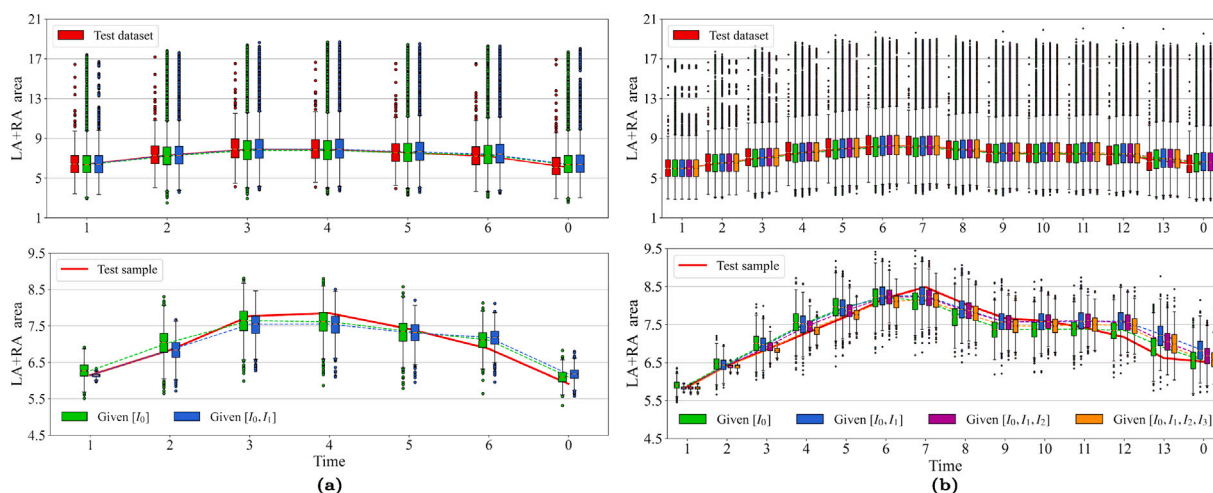 21
17
13
9
5
1
LA+RA area
Test dataset
1 2 3 4 5 6 0
9.5
8.5
7.5
6.5
5.5
4.5
LA+RA area
Test sample
Given [I₀] Given [I₀, I₁]
1 2 3 4 5 6 0
Time
(a)
21
17
13
9
5
1
LA+RA area
Test dataset
1 2 3 4 5 6 7 8 9 10 11 12 13 0
9.5
8.5
7.5
6.5
5.5
4.5
LA+RA area
Test sample
Given [I₀] Given [I₀, I₁] Given [I₀, I₁, I₂] Given [I₀, I₁, I₂, I₃]
1 2 3 4 5 6 7 8 9 10 11 12 13 0
Time
(b)